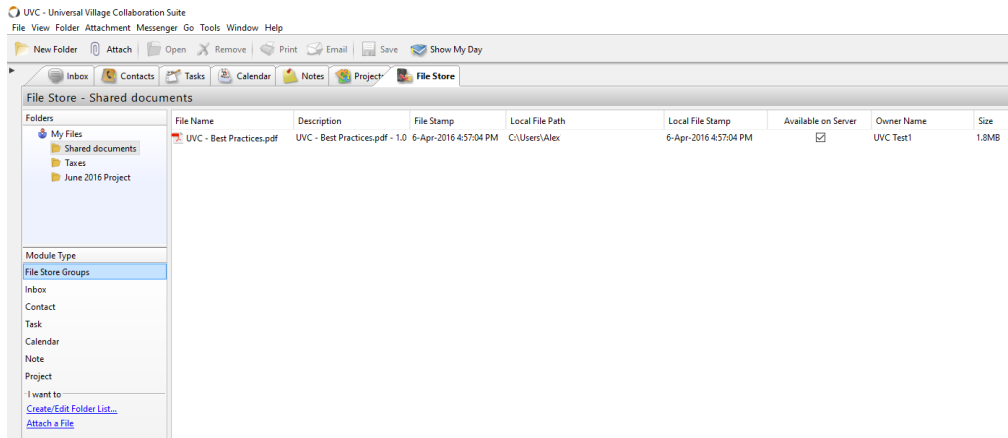 UVC - Universal Village Collaboration Suite
File View Folder Attachment Messenger Go Tools Window Help
New Folder Attach Open Remove Print Email Save Show My Day
Inbox Contacts Tasks Calendar Notes Projects File Store
File Store - Shared documents
Folders
My Files
Shared documents
Taxes
June 2016 Project
File Name Description File Stamp Local File Path Local File Stamp Available on Server Owner Name Size
UVC - Best Practices.pdf UVC - Best Practices.pdf - 1.0 6-Apr-2016 4:57:04 PM C:\Users\Alex 6-Apr-2016 4:57:04 PM UVC Test1 1.8MB
Module Type
File Store Groups
Inbox
Contact
Task
Calendar
Note
Project
I want to
Create/Edit Folder List...
Attach a File